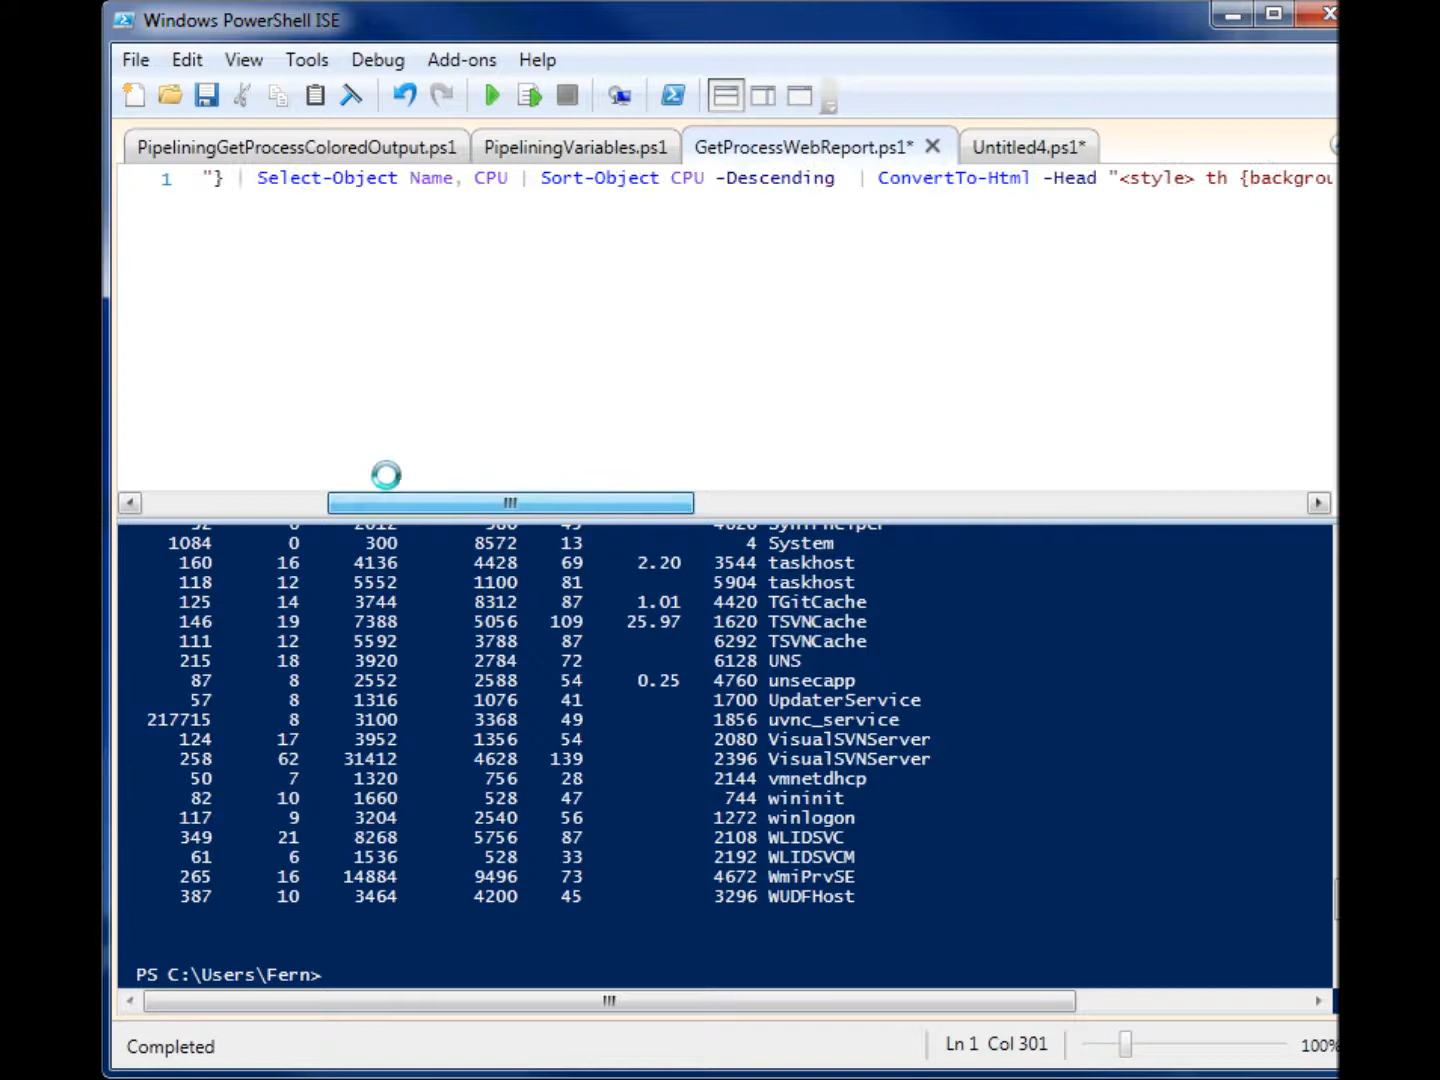 Windows PowerShell ISE
File Edit View Tools Debug Add-ons Help
PipeliningGetProcessColoredOutput.ps1 PipeliningVariables.ps1 GetProcessWebReport.ps1* Untitled4.ps1*
1 "} | Select-Object Name, CPU | Sort-Object CPU -Descending | ConvertTo-Html -Head "<style> th {backgrou
1084 0 300 8572 13 4 System
160 16 4136 4428 69 2.20 3544 taskhost
118 12 5552 1100 81 5904 taskhost
125 14 3744 8312 87 1.01 4420 TGitCache
146 19 7388 5056 109 25.97 1620 TSVNCache
111 12 5592 3788 87 6292 TSVNCache
215 18 3920 2784 72 6128 UNS
87 8 2552 2588 54 0.25 4760 unsecapp
57 8 1316 1076 41 1700 UpdaterService
217715 8 3100 3368 49 1856 uvnc_service
124 17 3952 1356 54 2080 VisualSVNServer
258 62 31412 4628 139 2396 VisualSVNServer
50 7 1320 756 28 2144 vmnetdhcp
82 10 1660 528 47 744 wininit
117 9 3204 2540 56 1272 winlogon
349 21 8268 5756 87 2108 WLIDSVC
61 6 1536 528 33 2192 WLIDSVCM
265 16 14884 9496 73 4672 WmiPrvSE
387 10 3464 4200 45 3296 WUDFHost
PS C:\Users\Fern>
Completed Ln 1 Col 301 100%